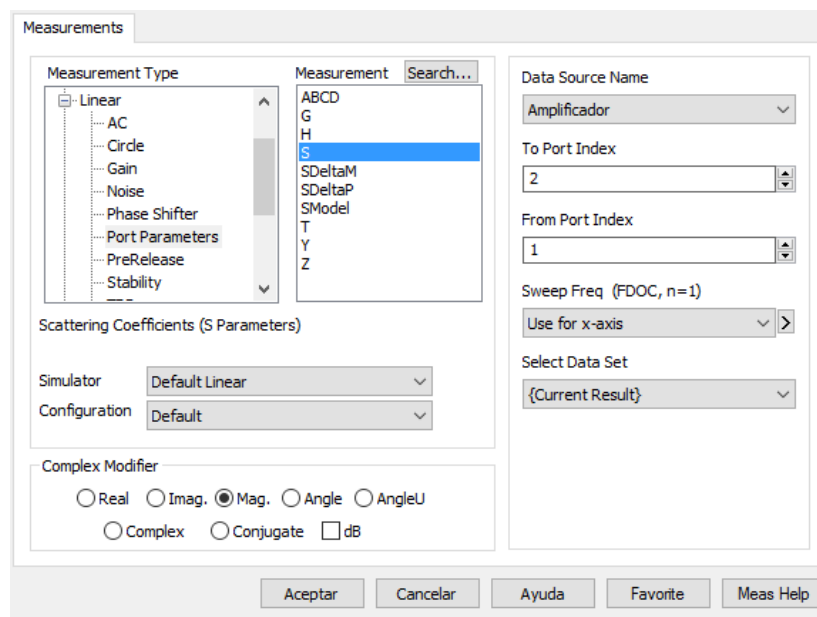 Measurements
Measurement Type
Linear
AC
Circle
Gain
Noise
Phase Shifter
Port Parameters
PreRelease
Stability
Measurement Search...
ABCD
G
H
S
SDeltaM
SDeltaP
SModel
T
Y
Z
Scattering Coefficients (S Parameters)
Simulator Default Linear
Configuration Default
Complex Modifier
Real Imag. Mag. Angle AngleU
Complex Conjugate dB
Data Source Name
Amplificador
To Port Index
2
From Port Index
1
Sweep Freq (FDOC, n=1)
Use for x-axis >
Select Data Set
{Current Result}
Aceptar Cancelar Ayuda Favorite Meas Help